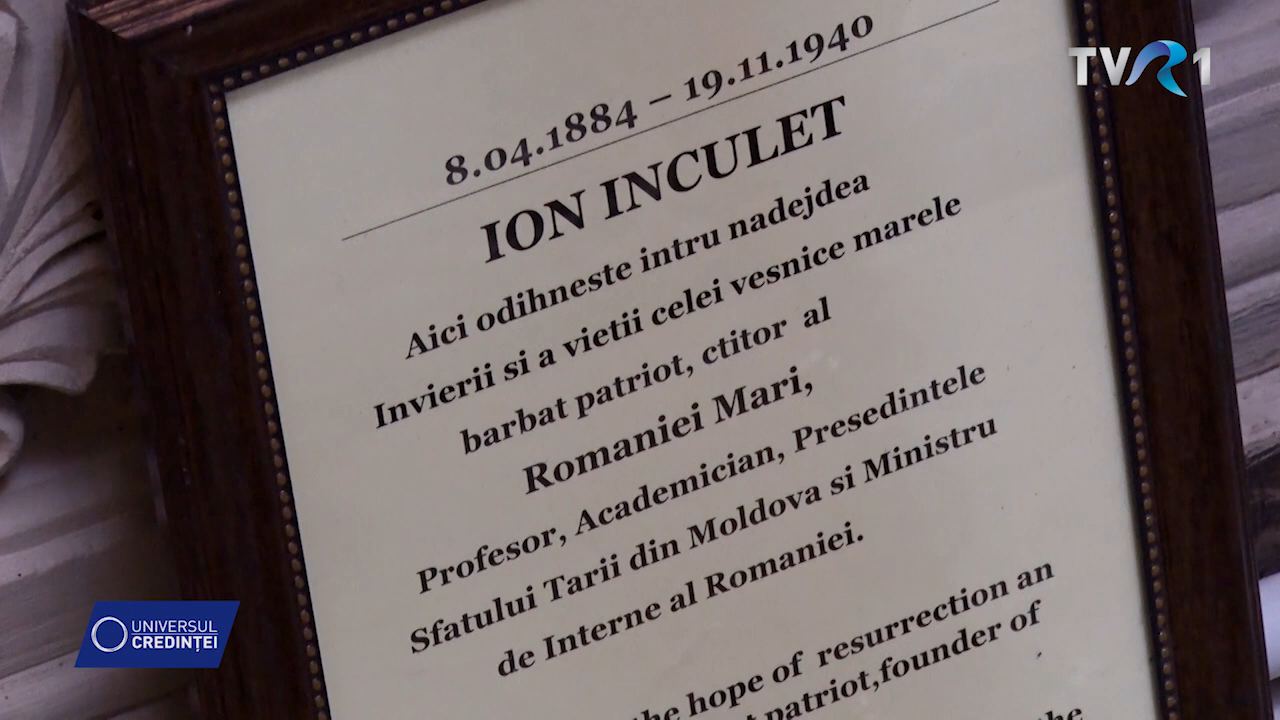 TVR1
8.04.1884 – 19.11.1940
ION INCULET
Aici odihneste intru nadejdea
Invierii si a vietii celei vesnice marele
barbat patriot, ctitor al
Romaniei Mari,
Profesor, Academician, Presedintele
Sfatului Tarii din Moldova si Ministru
de Interne al Romaniei.
hope of resurrection an
patriot,founder of
UNIVERSUL
CREDINȚEI